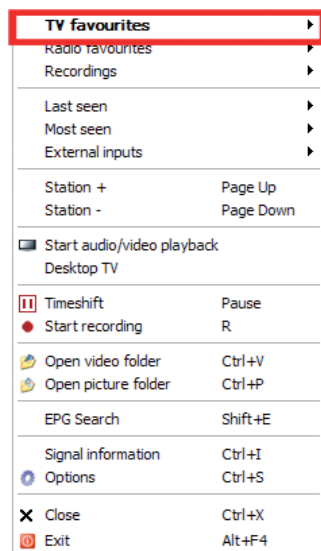 TV favourites
Radio favourites
Recordings
Last seen
Most seen
External inputs
Station + Page Up
Station - Page Down
Start audio/video playback
Desktop TV
Timeshift Pause
Start recording R
Open video folder Ctrl+V
Open picture folder Ctrl+P
EPG Search Shift+E
Signal information Ctrl+I
Options Ctrl+S
Close Ctrl+X
Exit Alt+F4